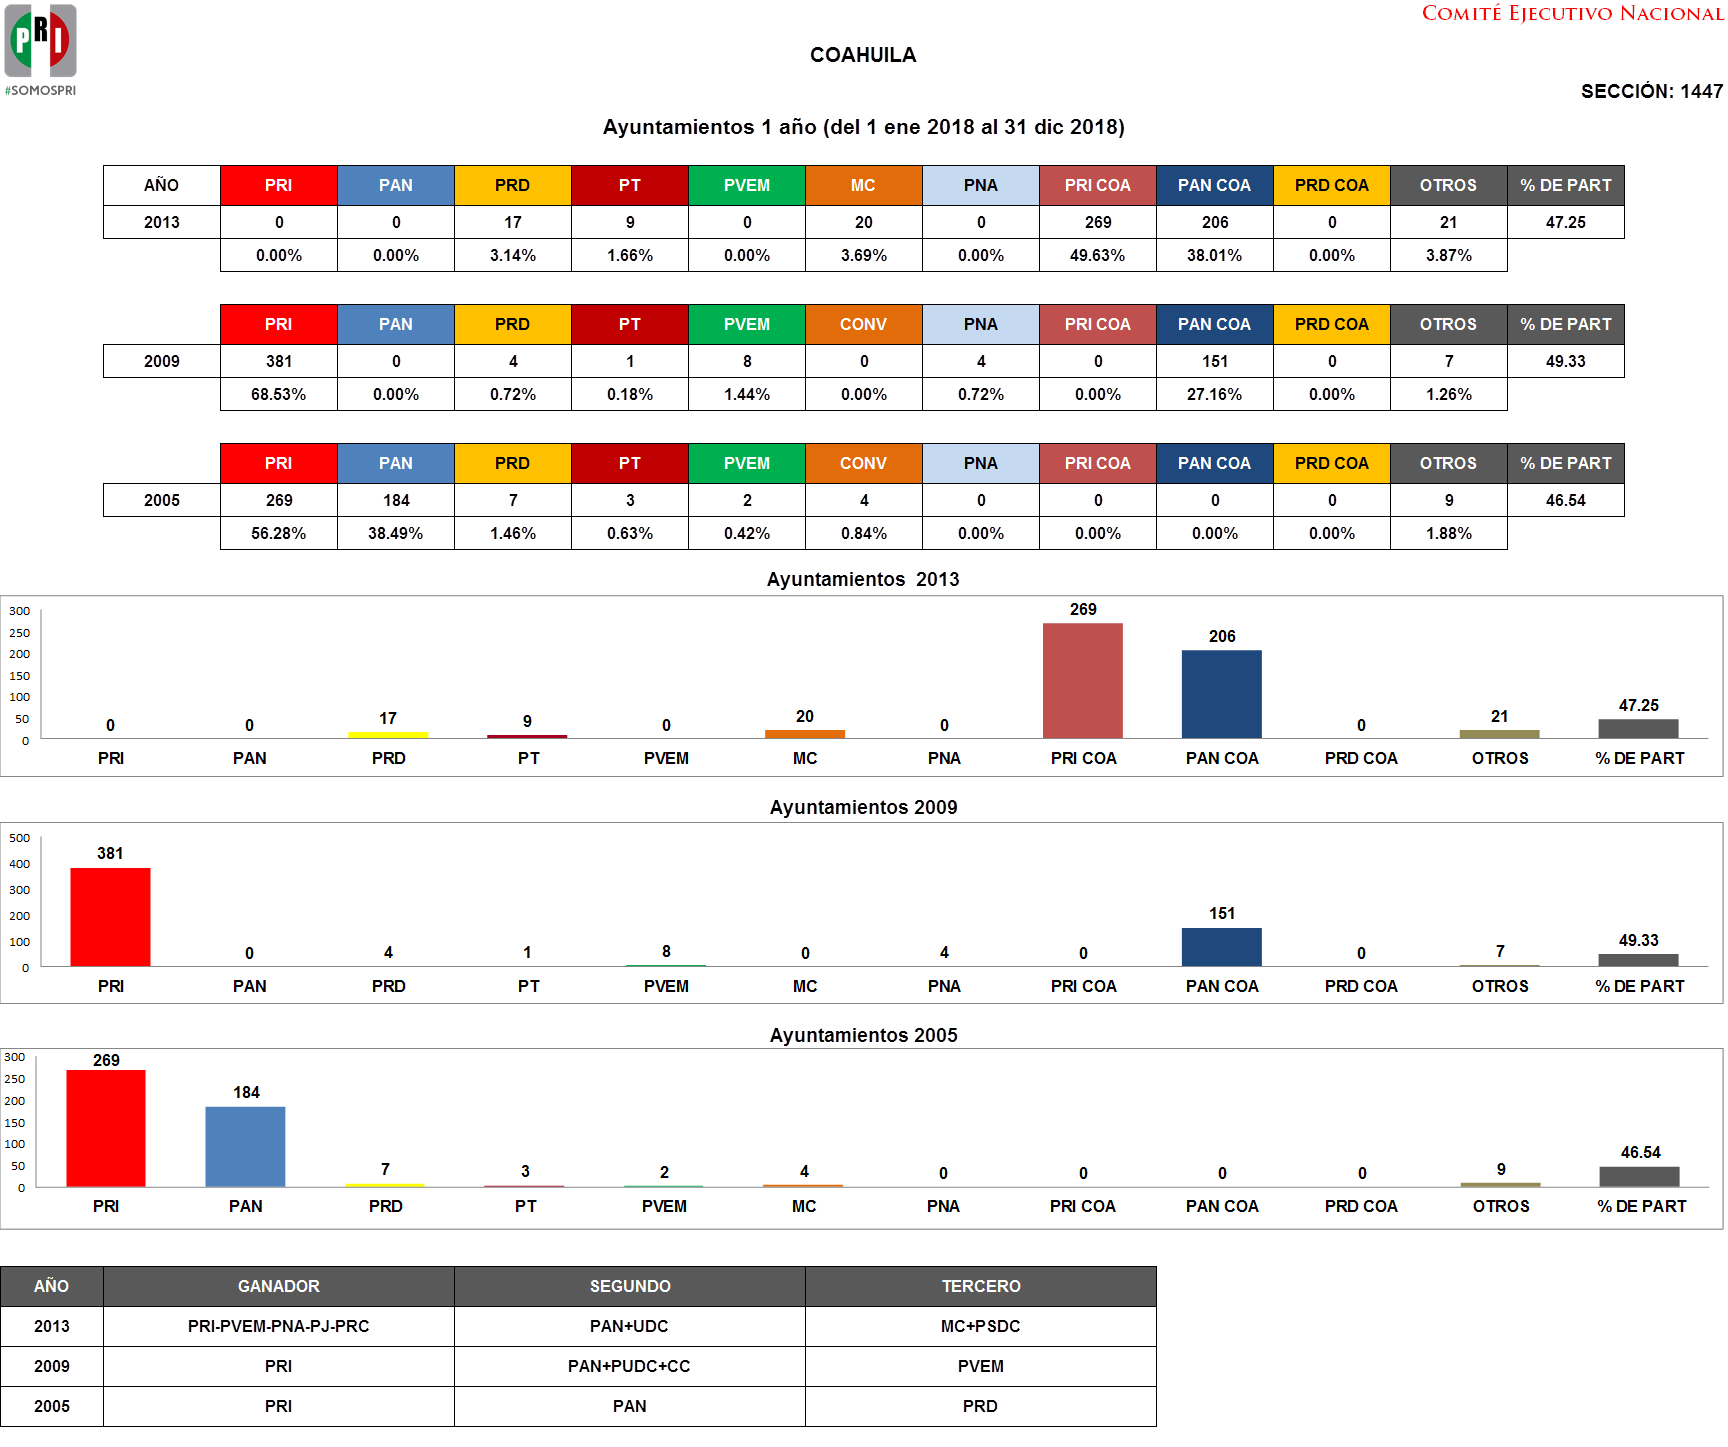 COMITÉ EJECUTIVO NACIONAL
PRI
#SOMOSPRI
COAHUILA
SECCIÓN: 1447
Ayuntamientos 1 año (del 1 ene 2018 al 31 dic 2018)
AÑO PRI PAN PRD PT PVEM MC PNA PRI COA PAN COA PRD COA OTROS % DE PART
2013 0 0 17 9 0 20 0 269 206 0 21 47.25
0.00% 0.00% 3.14% 1.66% 0.00% 3.69% 0.00% 49.63% 38.01% 0.00% 3.87%
PRI PAN PRD PT PVEM CONV PNA PRI COA PAN COA PRD COA OTROS % DE PART
2009 381 0 4 1 8 0 4 0 151 0 7 49.33
68.53% 0.00% 0.72% 0.18% 1.44% 0.00% 0.72% 0.00% 27.16% 0.00% 1.26%
PRI PAN PRD PT PVEM CONV PNA PRI COA PAN COA PRD COA OTROS % DE PART
2005 269 184 7 3 2 4 0 0 0 0 9 46.54
56.28% 38.49% 1.46% 0.63% 0.42% 0.84% 0.00% 0.00% 0.00% 0.00% 1.88%
Ayuntamientos 2013
300
250
200
150
100
50
0
0 0 17 9 0 20 0 269 206 0 21 47.25
PRI PAN PRD PT PVEM MC PNA PRI COA PAN COA PRD COA OTROS % DE PART
Ayuntamientos 2009
500
400
300
200
100
0
381 0 4 1 8 0 4 0 151 0 7 49.33
PRI PAN PRD PT PVEM MC PNA PRI COA PAN COA PRD COA OTROS % DE PART
Ayuntamientos 2005
300
250
200
150
100
50
0
269 184 7 3 2 4 0 0 0 0 9 46.54
PRI PAN PRD PT PVEM MC PNA PRI COA PAN COA PRD COA OTROS % DE PART
AÑO GANADOR SEGUNDO TERCERO
2013 PRI-PVEM-PNA-PJ-PRC PAN+UDC MC+PSDC
2009 PRI PAN+PUDC+CC PVEM
2005 PRI PAN PRD